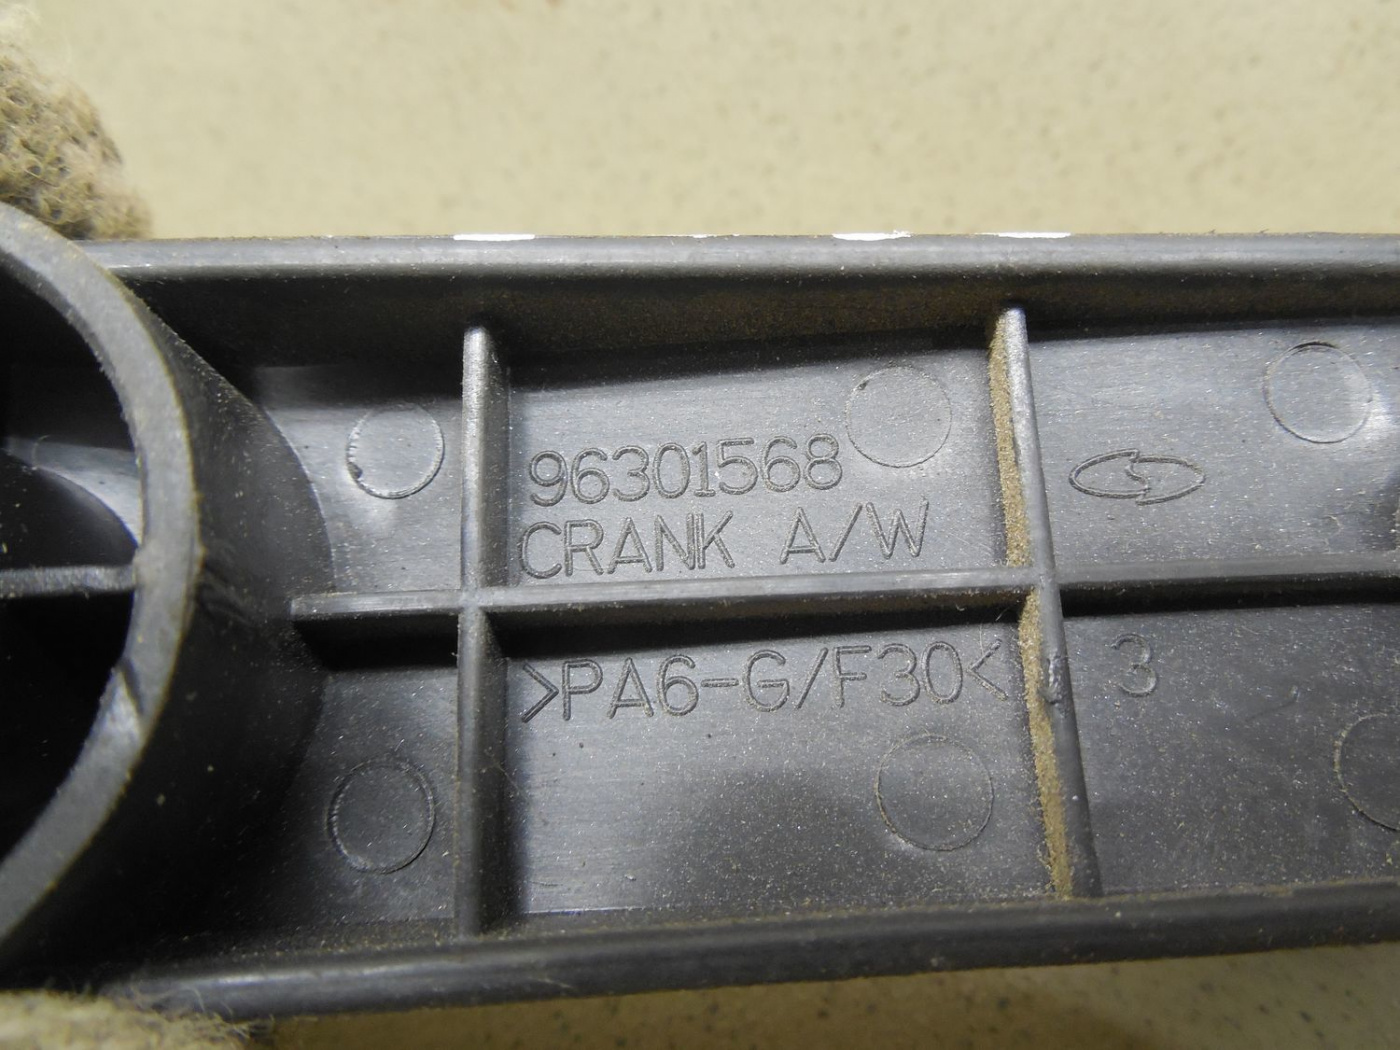 96301568
CRANK A/W
>PA6-G/F30<
3